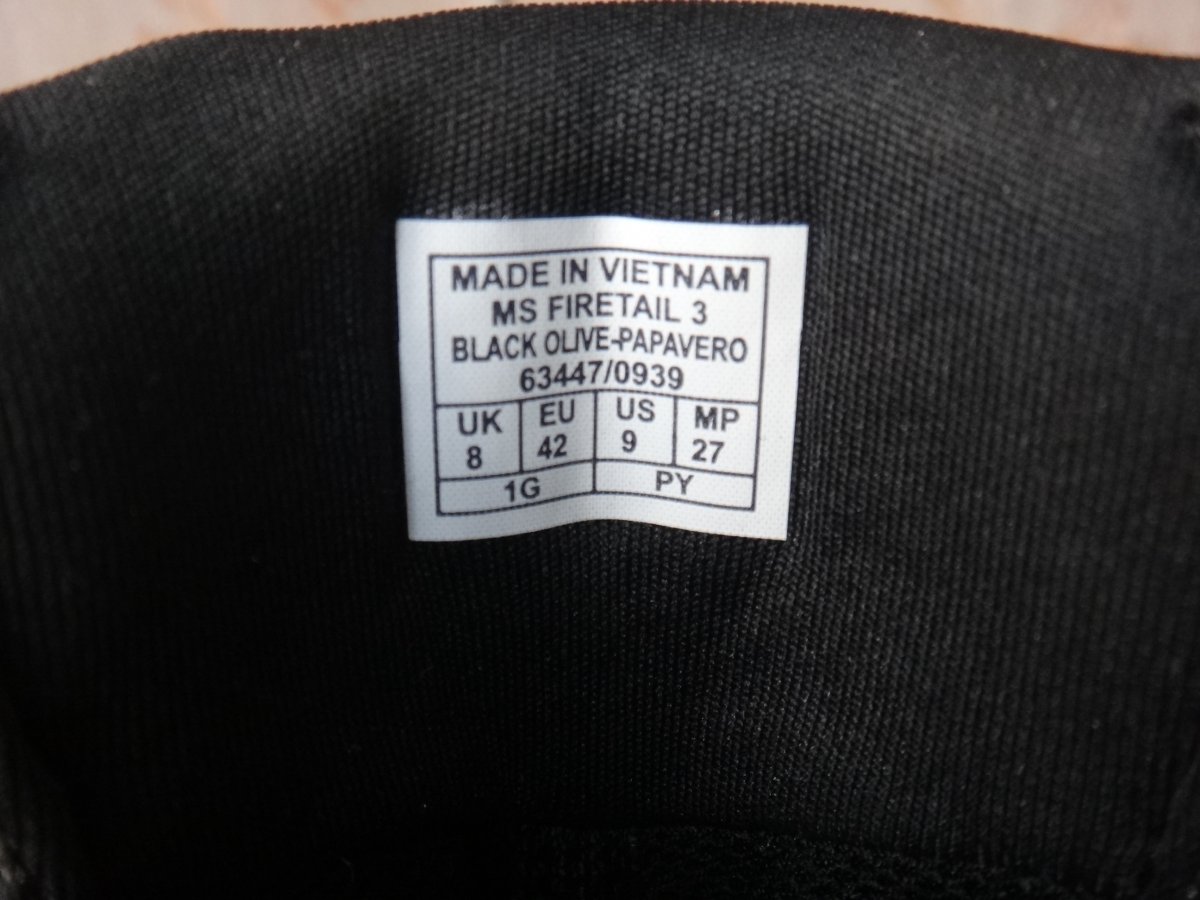 MADE IN VIETNAM
MS FIRETAIL 3
BLACK OLIVE-PAPAVERO
63447/0939
UK EU US MP
8 42 9 27
1G PY